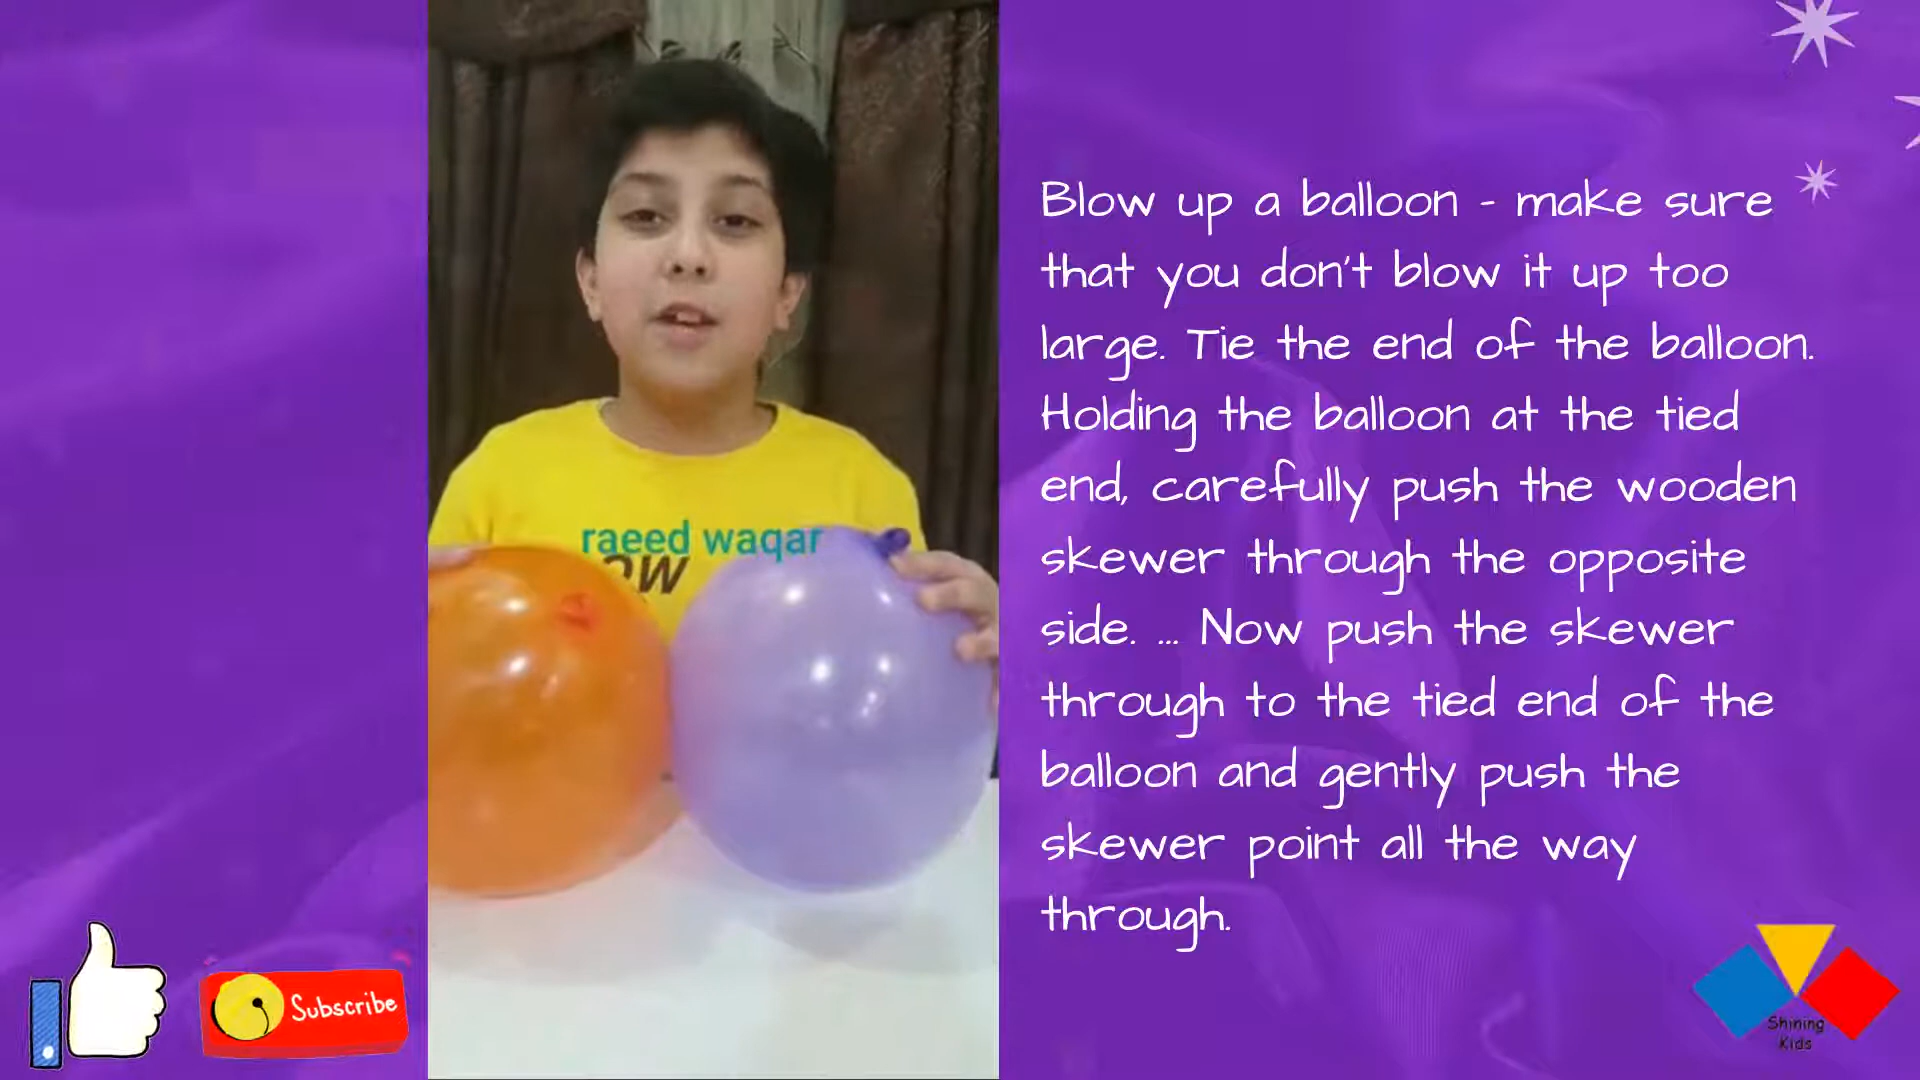 raeed waqar
OW
Blow up a balloon - make sure
that you don't blow it up too
large. Tie the end of the balloon.
Holding the balloon at the tied
end, carefully push the wooden
skewer through the opposite
side. ... Now push the skewer
through to the tied end of the
balloon and gently push the
skewer point all the way
through.
Subscribe
Shining
Kids